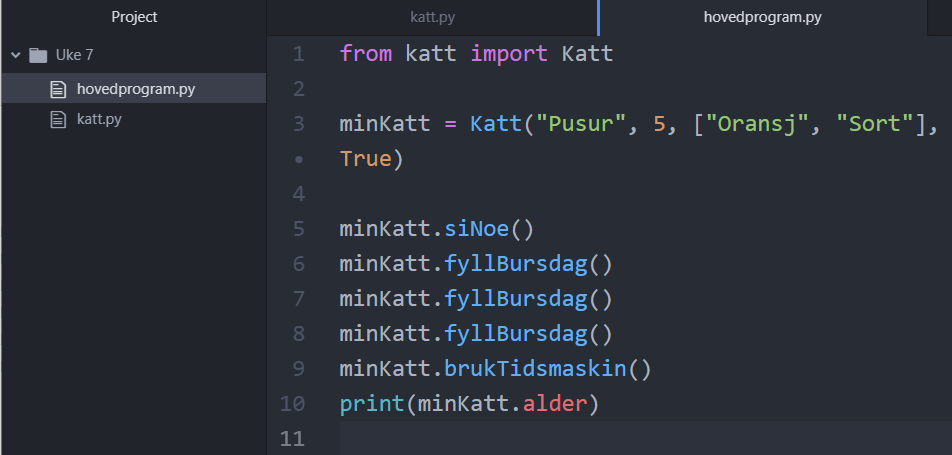 Project
Uke 7
hovedprogram.py
katt.py
katt.py
hovedprogram.py
1 from katt import Katt
2
3 minKatt = Katt("Pusur", 5, ["Oransj", "Sort"],
• True)
4
5 minKatt.siNoe()
6 minKatt.fyllBursdag()
7 minKatt.fyllBursdag()
8 minKatt.fyllBursdag()
9 minKatt.brukTidsmaskin()
10 print(minKatt.alder)
11